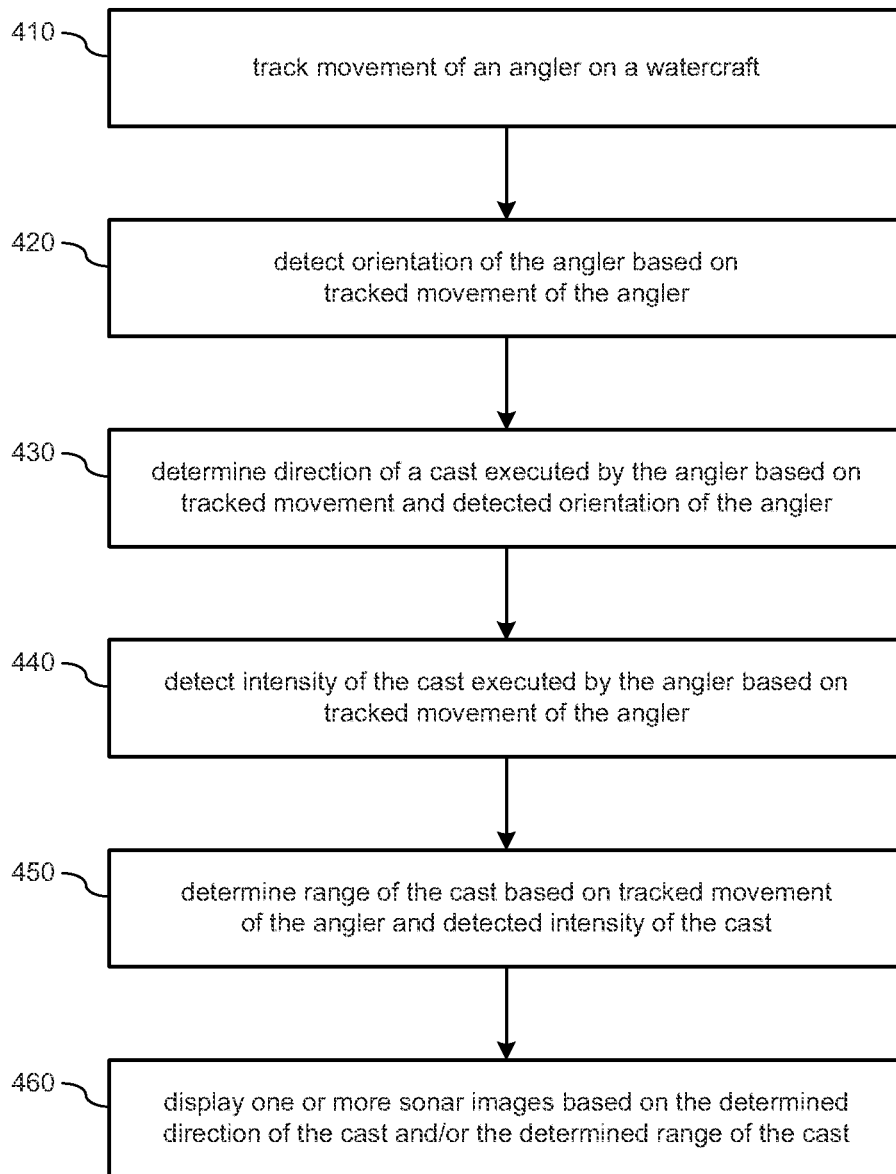 410
track movement of an angler on a watercraft
420
detect orientation of the angler based on
tracked movement of the angler
430
determine direction of a cast executed by the angler based on
tracked movement and detected orientation of the angler
440
detect intensity of the cast executed by the angler based on
tracked movement of the angler
450
determine range of the cast based on tracked movement
of the angler and detected intensity of the cast
460
display one or more sonar images based on the determined
direction of the cast and/or the determined range of the cast